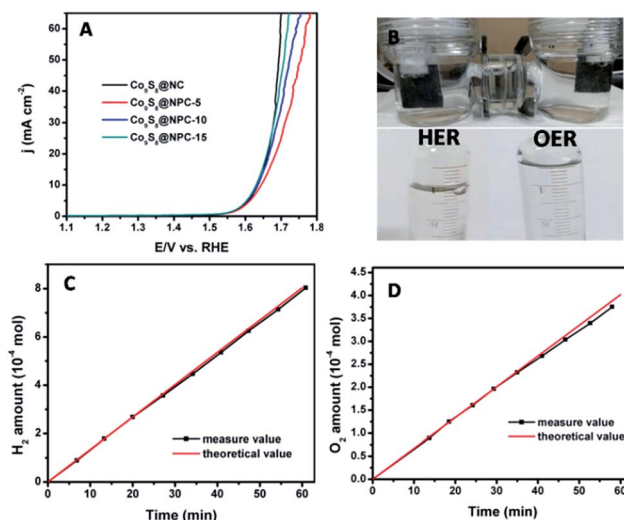 A
Co₉S₈@NC
Co₉S₈@NPC-5
Co₉S₈@NPC-10
Co₉S₈@NPC-15
j (mA cm⁻²)
60
50
40
30
20
10
0
1.1 1.2 1.3 1.4 1.5 1.6 1.7 1.8
E/V vs. RHE
B
HER OER
C
H₂ amount (10⁻⁴ mol)
8
6
4
2
0
measure value
theoretical value
0 10 20 30 40 50 60
Time (min)
D
O₂ amount (10⁻⁴ mol)
4.5
4.0
3.5
3.0
2.5
2.0
1.5
1.0
0.5
0.0
measure value
theoretical value
0 10 20 30 40 50 60
Time (min)